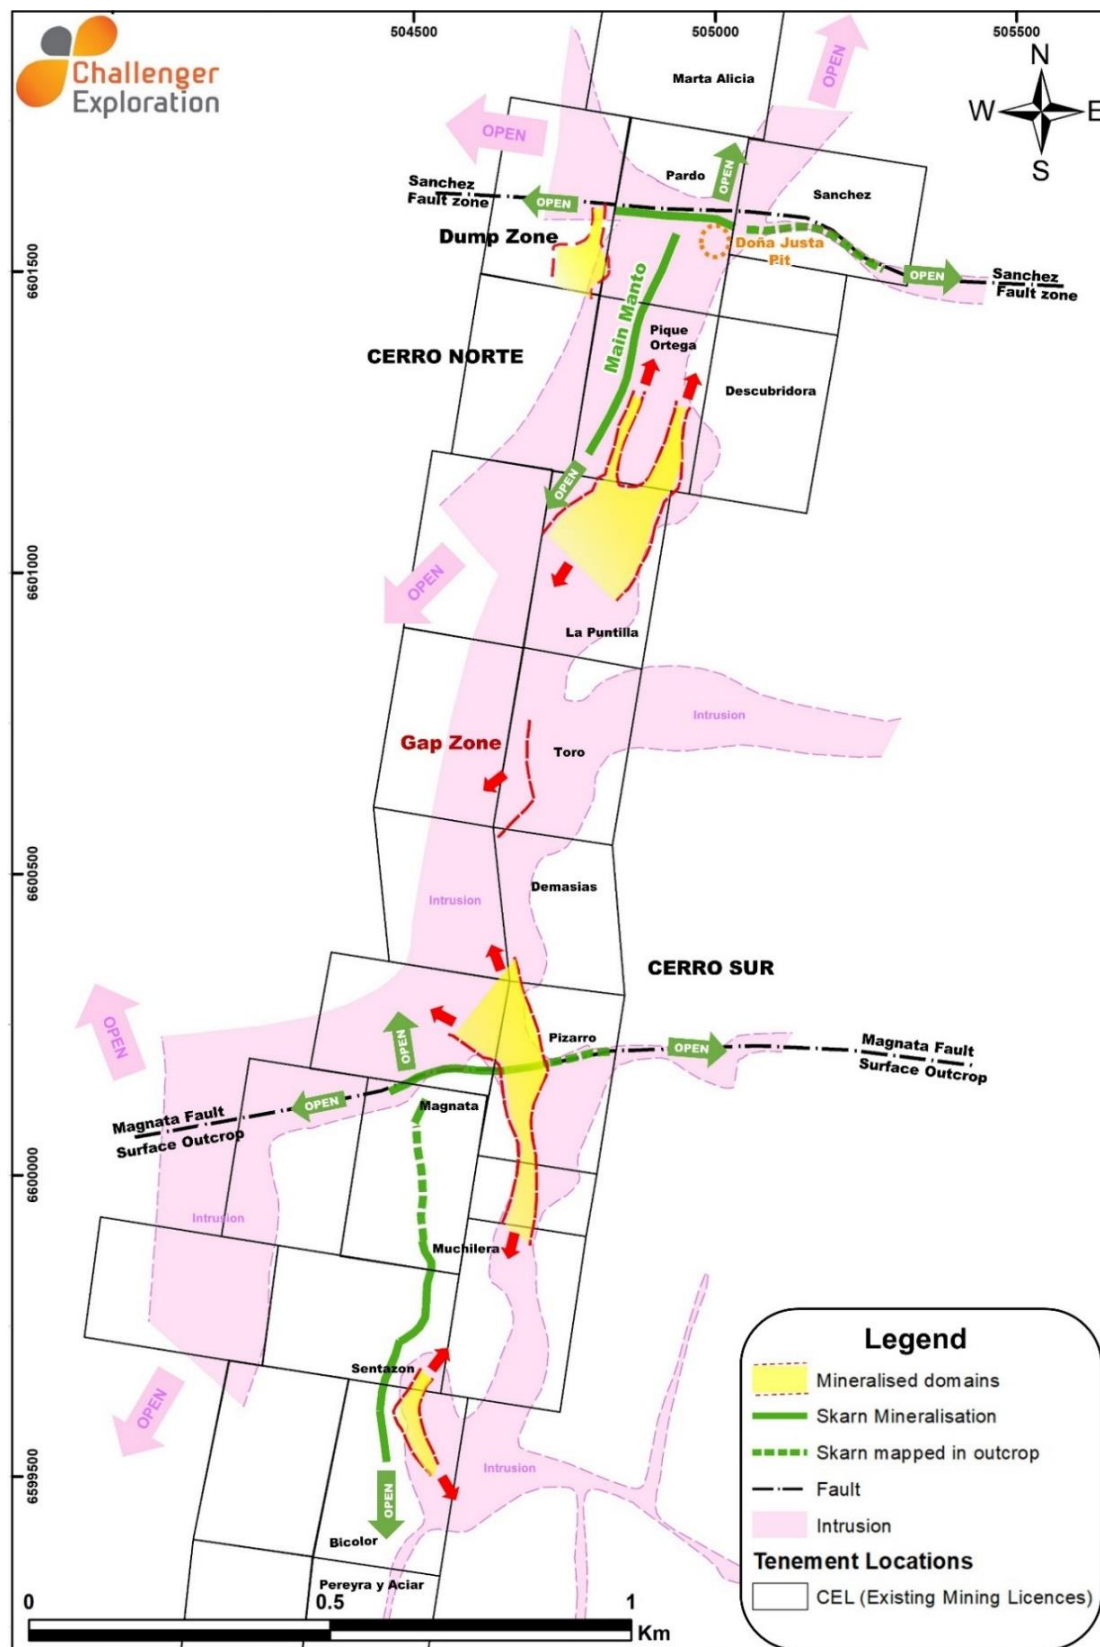 504500
505000
505500
Challenger
Exploration
Marta Alicia
OPEN
OPEN
N
W
E
S
Pardo
OPEN
Sanchez
Sanchez
Fault zone
OPEN
Dump Zone
Doña Justa
Pit
OPEN
Sanchez
Fault zone
6601500
Main Manto
Pique
Ortega
CERRO NORTE
Descubridora
OPEN
6601000
OPEN
La Puntilla
Intrusion
Gap Zone
Toro
6600500
Demasias
Intrusion
CERRO SUR
OPEN
OPEN
Pizarro
OPEN
Magnata Fault
Surface Outcrop
OPEN
Magnata
Magnata Fault
Surface Outcrop
6600000
Intrusion
Muchilera
Sentazon
OPEN
6599500
Intrusion
OPEN
Bicolor
Pereyra y Aciar
Legend
Mineralised domains
Skarn Mineralisation
Skarn mapped in outcrop
Fault
Intrusion
Tenement Locations
CEL (Existing Mining Licences)
0
0.5
1
Km